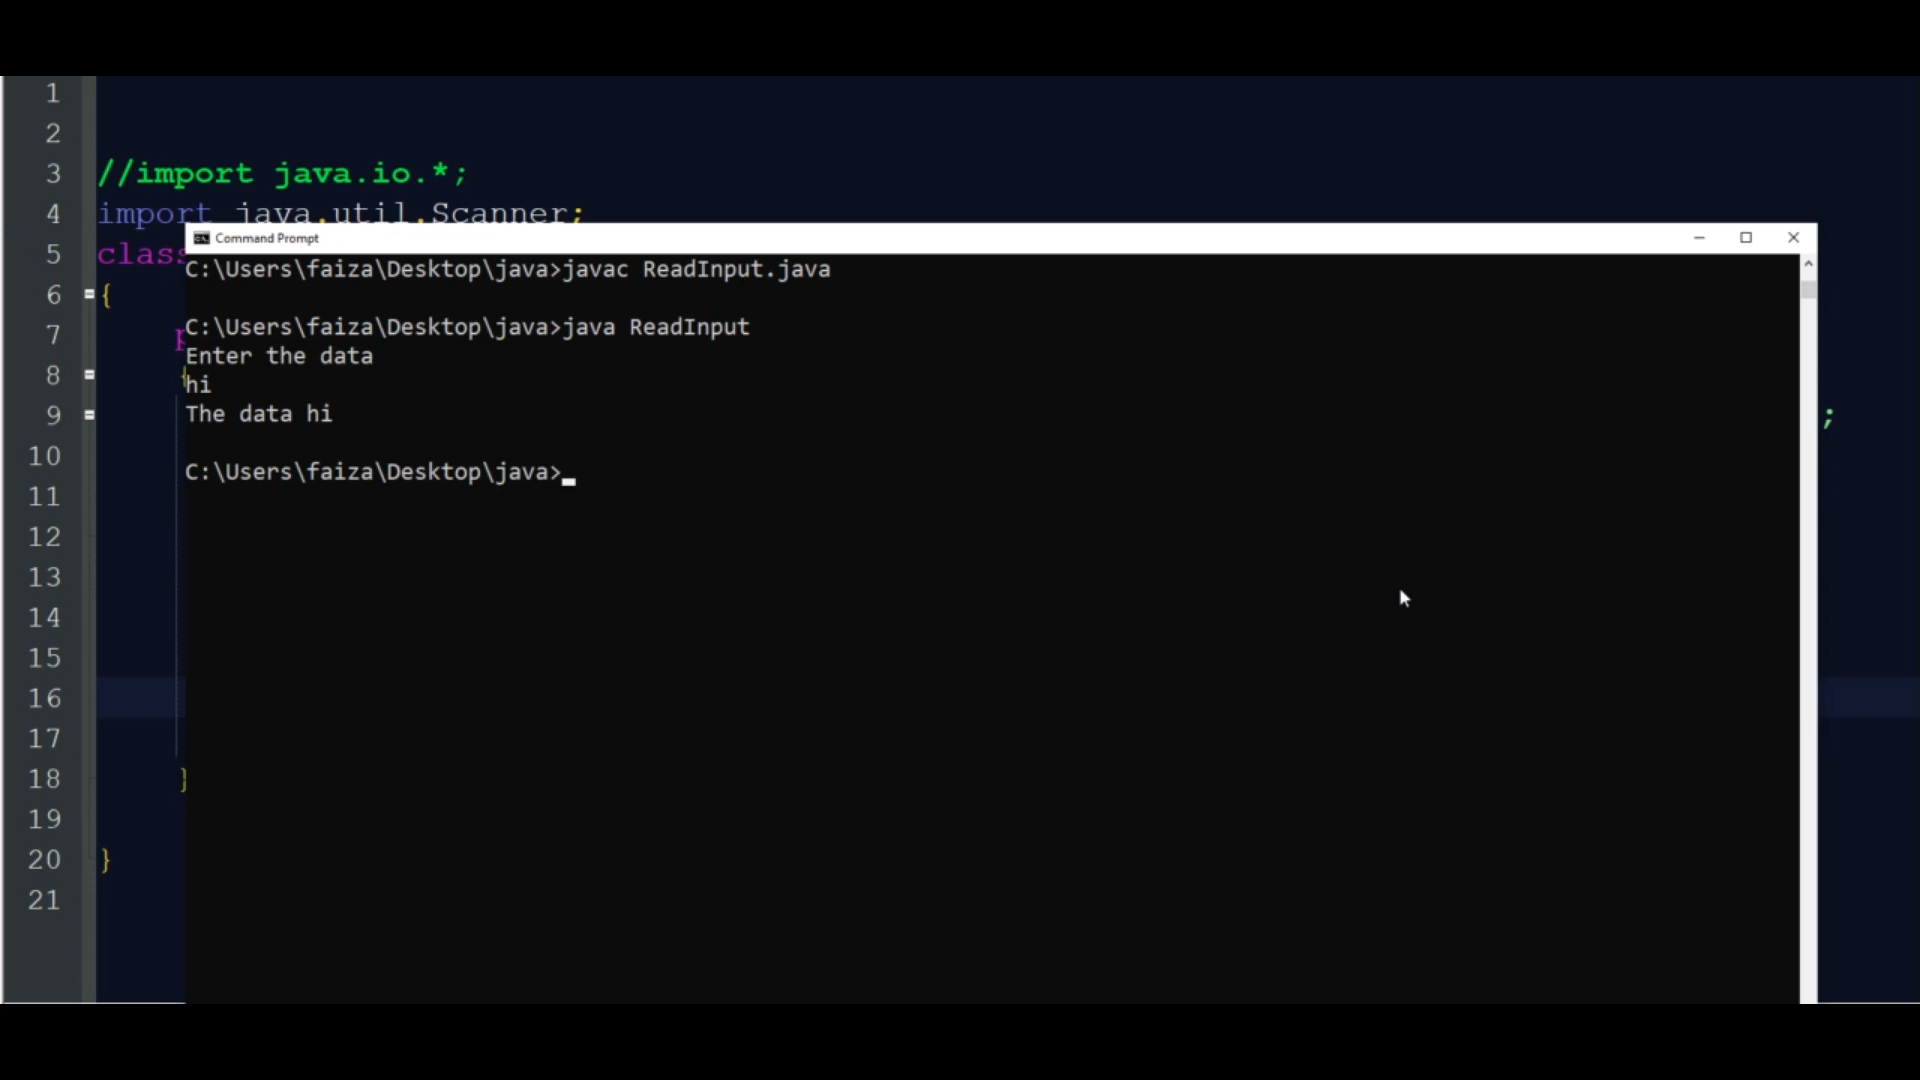 1
2
3 //import java.io.*;
4 import java.util.Scanner;
5 class
6 {
7 p
8 {
9 ;
10
11
12
13
14
15
16
17
18 }
19
20 }
21
Command Prompt
C:\Users\faiza\Desktop\java>javac ReadInput.java
C:\Users\faiza\Desktop\java>java ReadInput
Enter the data
hi
The data hi
C:\Users\faiza\Desktop\java>